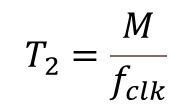 T₂ = M / f_clk